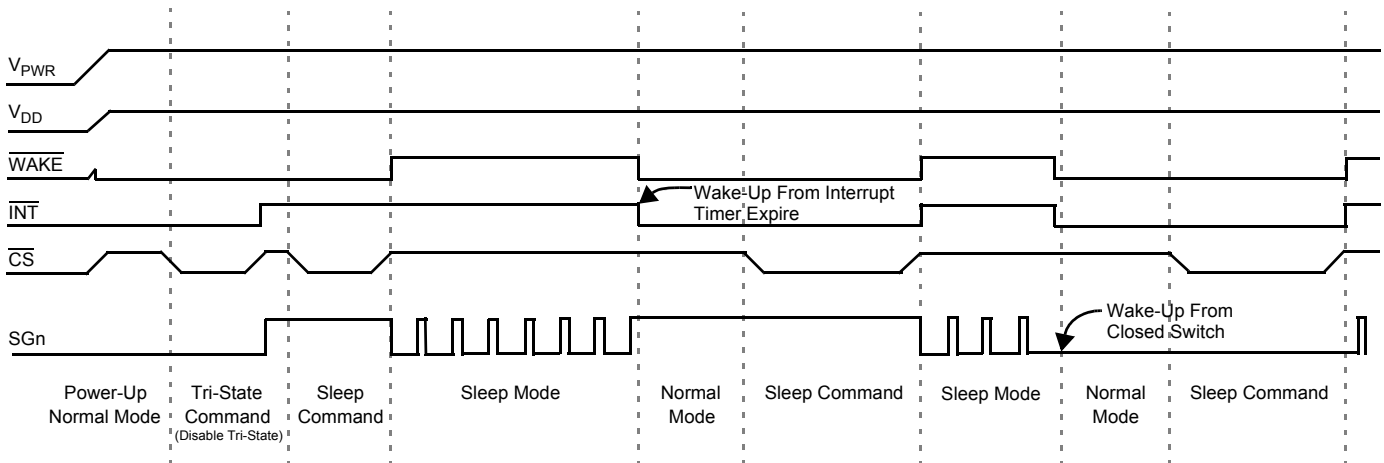 VPWR
VDD
WAKE
INT
Wake-Up From Interrupt
Timer Expire
CS
SGn
Wake-Up From
Closed Switch
Power-Up
Normal Mode
Tri-State
Command
(Disable Tri-State)
Sleep
Command
Sleep Mode
Normal
Mode
Sleep Command
Sleep Mode
Normal
Mode
Sleep Command